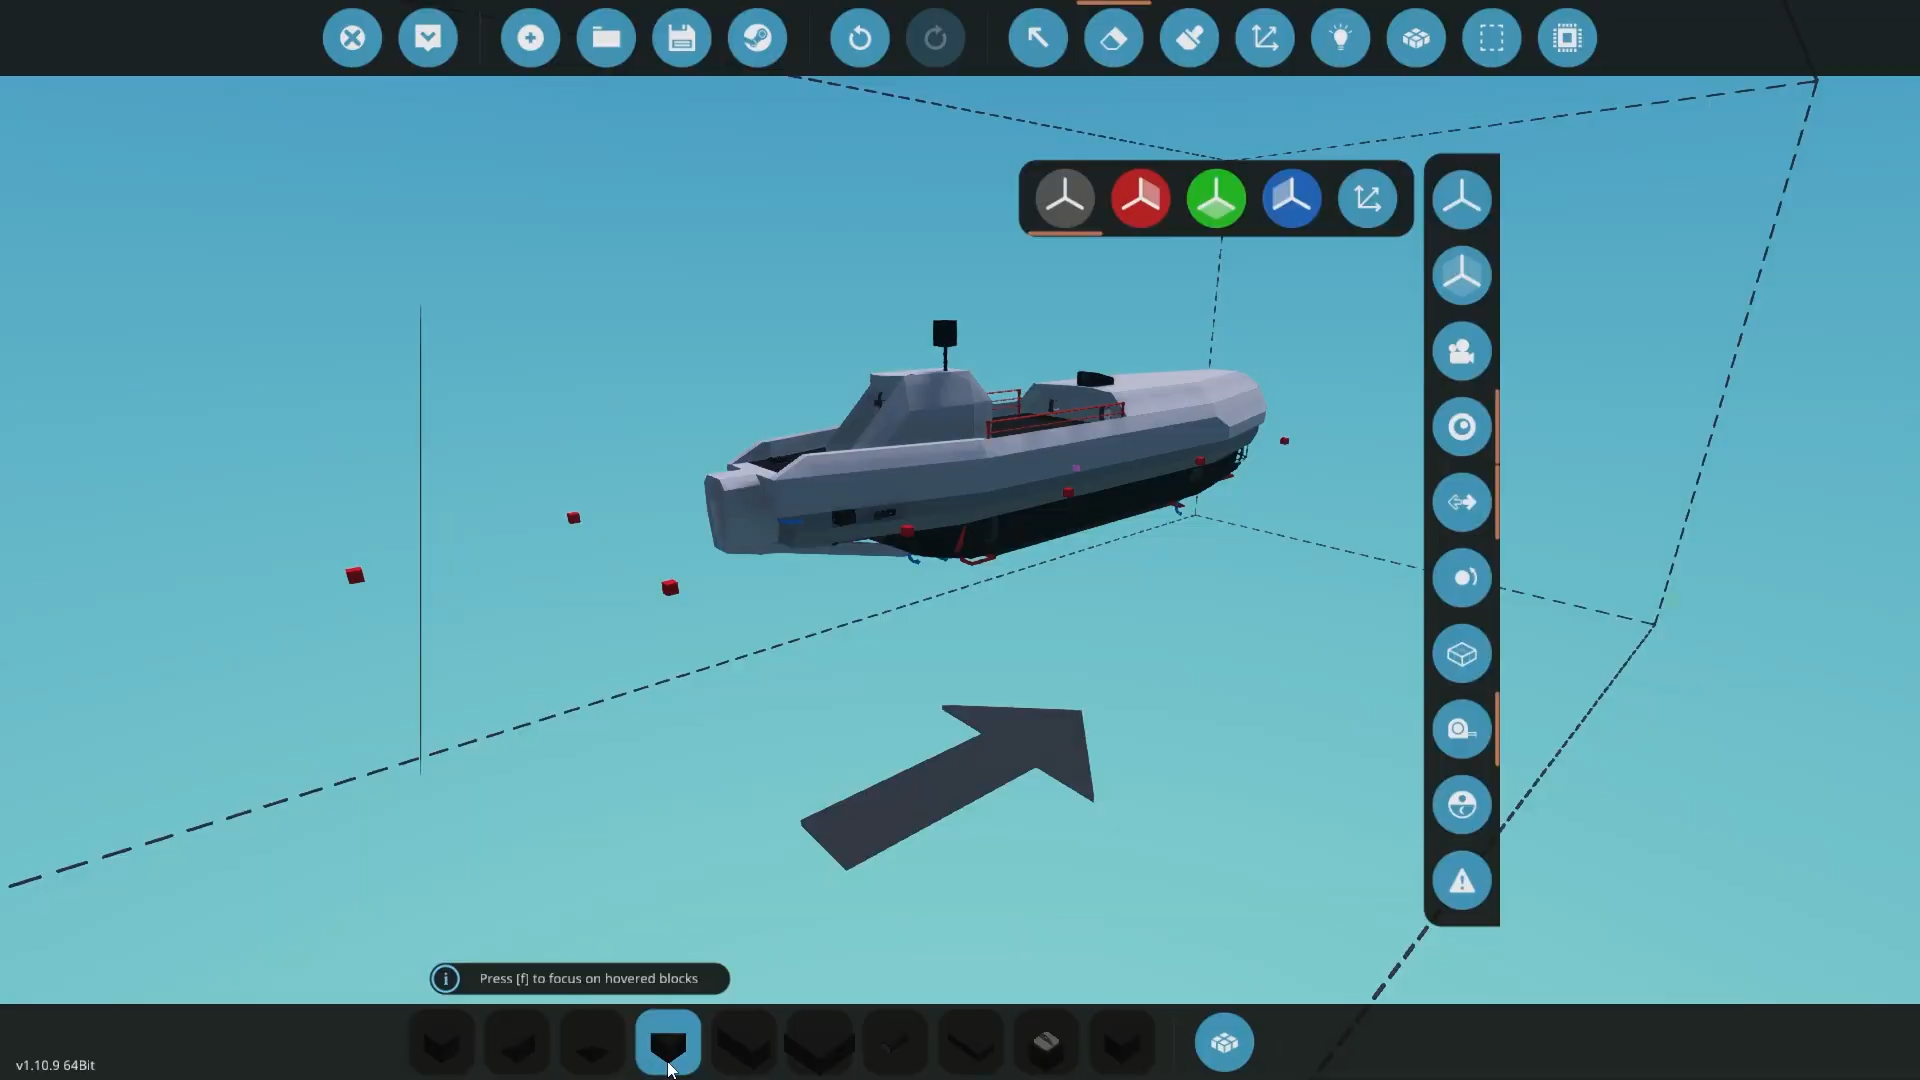 Press [f] to focus on hovered blocks
v1.10.9 64Bit